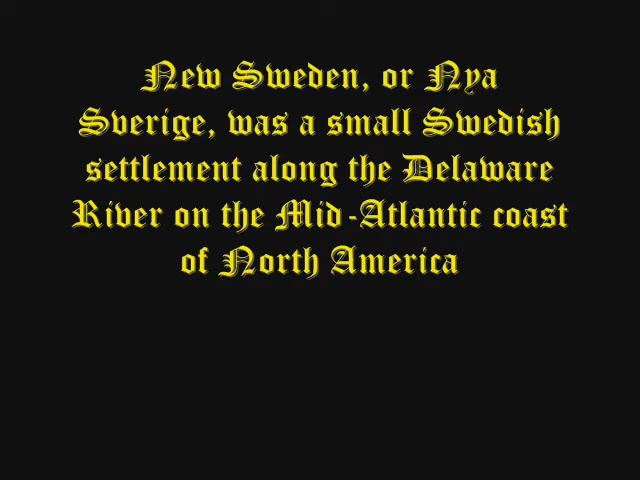 New Sweden, or Nya
Sverige, was a small Swedish
settlement along the Delaware
River on the Mid-Atlantic coast
of North America